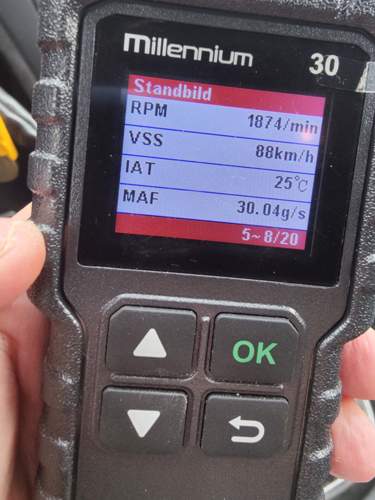 Millennium 30
Standbild
RPM
1874/min
VSS
88km/h
IAT
25℃
MAF
30.04g/s
5~8/20
OK